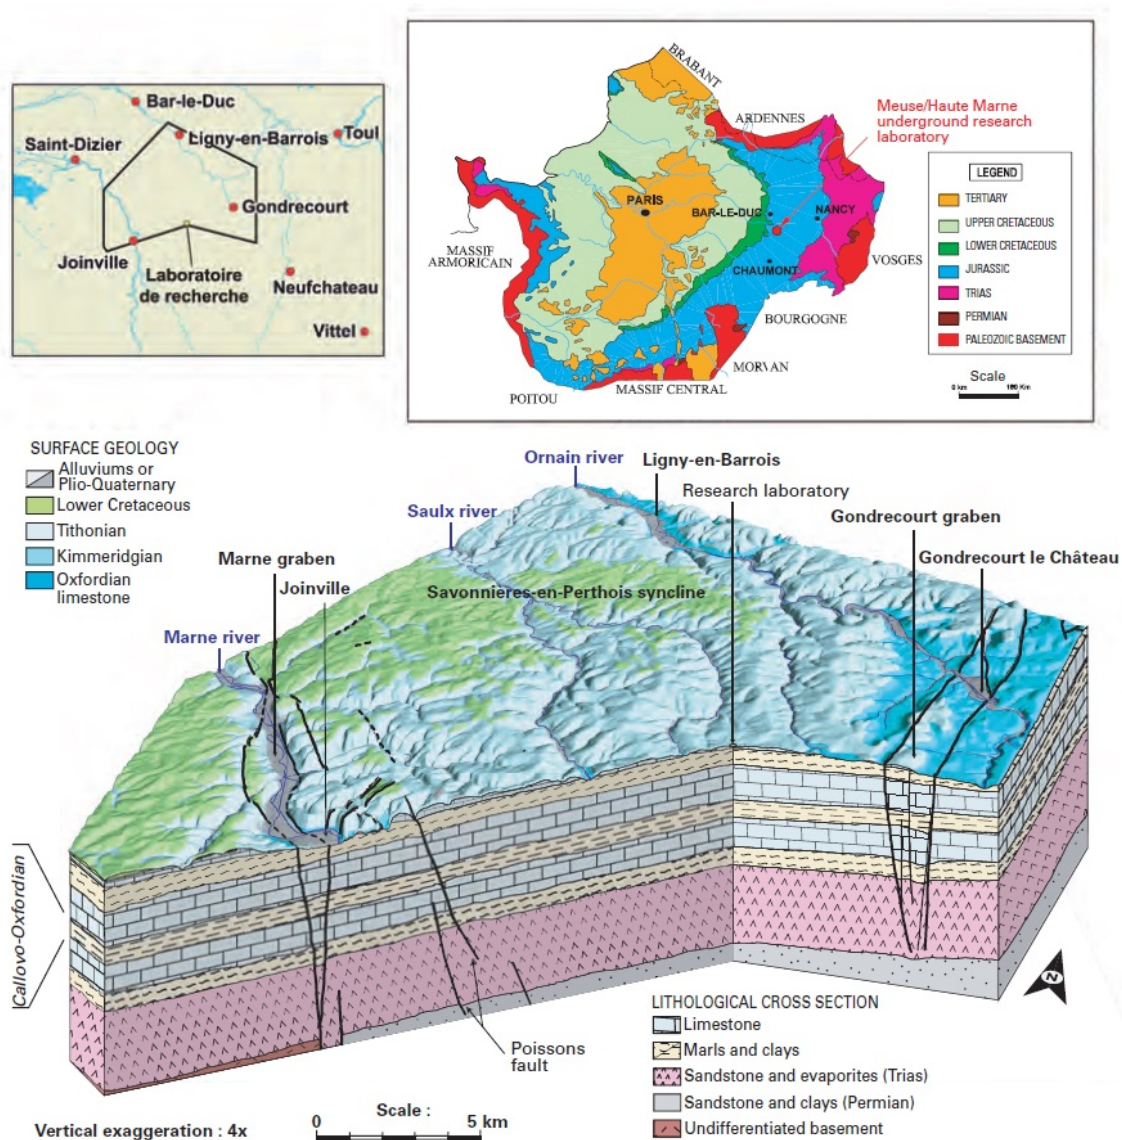 Bar-le-Duc
Ligny-en-Barrois
Toul
Saint-Dizier
Gondrecourt
Joinville
Laboratoire
de recherche
Neufchateau
Vittel
BRABANT
ARDENNES
Meuse/Haute Marne
underground research
laboratory
PARIS
BAR-LE-DUC
NANCY
MASSIF
ARMORICAIN
CHAUMONT
VOSGES
BOURGOGNE
MORVAN
MASSIF CENTRAL
POITOU
LEGEND
TERTIARY
UPPER CRETACEOUS
LOWER CRETACEOUS
JURASSIC
TRIAS
PERMIAN
PALEOZOIC BASEMENT
Scale
0 km 100 Km
SURFACE GEOLOGY
Alluviums or
Plio-Quaternary
Lower Cretaceous
Tithonian
Kimmeridgian
Oxfordian
limestone
Ornain river
Ligny-en-Barrois
Research laboratory
Saulx river
Gondrecourt graben
Marne graben
Gondrecourt le Château
Joinville
Savonnières-en-Perthois syncline
Marne river
Callovo-Oxfordian
N
Poissons
fault
LITHOLOGICAL CROSS SECTION
Limestone
Marls and clays
Sandstone and evaporites (Trias)
Sandstone and clays (Permian)
Undifferentiated basement
Vertical exaggeration : 4x
Scale :
0 5 km